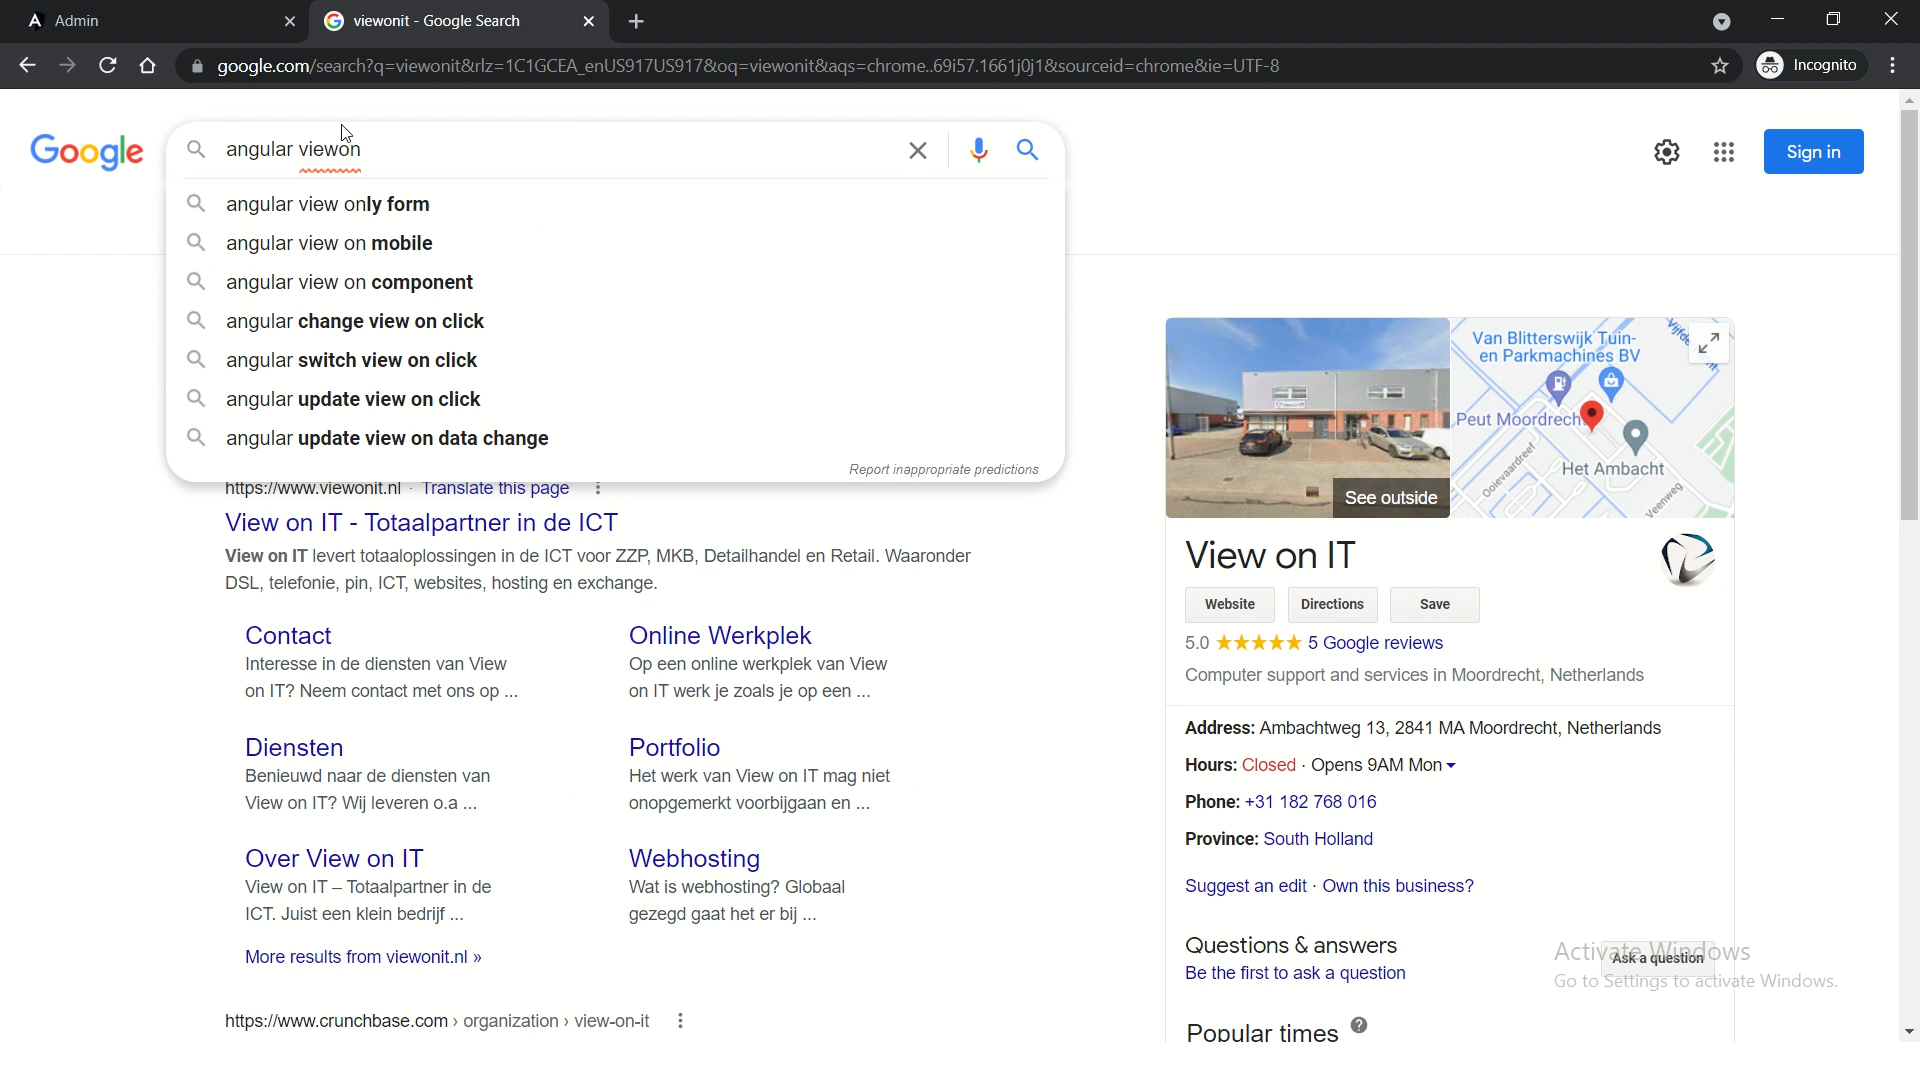 Admin
viewonit - Google Search
google.com/search?q=viewonit&rlz=1C1GCEA_enUS917US917&oq=viewonit&aqs=chrome..69i57.1661j0j1&sourceid=chrome&ie=UTF-8
Incognito
Google
angular viewon
Sign in
angular view only form
angular view on mobile
angular view on component
angular change view on click
angular switch view on click
angular update view on click
angular update view on data change
Report inappropriate predictions
https://www.viewonit.nl · Translate this page
View on IT - Totaalpartner in de ICT
View on IT levert totaaloplossingen in de ICT voor ZZP, MKB, Detailhandel en Retail. Waaronder
DSL, telefonie, pin, ICT, websites, hosting en exchange.
Contact
Interesse in de diensten van View
on IT? Neem contact met ons op ...
Online Werkplek
Op een online werkplek van View
on IT werk je zoals je op een ...
Diensten
Benieuwd naar de diensten van
View on IT? Wij leveren o.a ...
Portfolio
Het werk van View on IT mag niet
onopgemerkt voorbijgaan en ...
Over View on IT
View on IT – Totaalpartner in de
ICT. Juist een klein bedrijf ...
Webhosting
Wat is webhosting? Globaal
gezegd gaat het er bij ...
More results from viewonit.nl »
https://www.crunchbase.com › organization › view-on-it
See outside
Van Blitterswijk Tuin-
en Parkmachines BV
Peut Moordrecht
Het Ambacht
Ooievaardreef
Veenweg
View on IT
Website
Directions
Save
5.0 5 Google reviews
Computer support and services in Moordrecht, Netherlands
Address: Ambachtweg 13, 2841 MA Moordrecht, Netherlands
Hours: Closed · Opens 9AM Mon
Phone: +31 182 768 016
Province: South Holland
Suggest an edit · Own this business?
Questions & answers
Be the first to ask a question
Ask a question
Activate Windows
Go to Settings to activate Windows.
Popular times